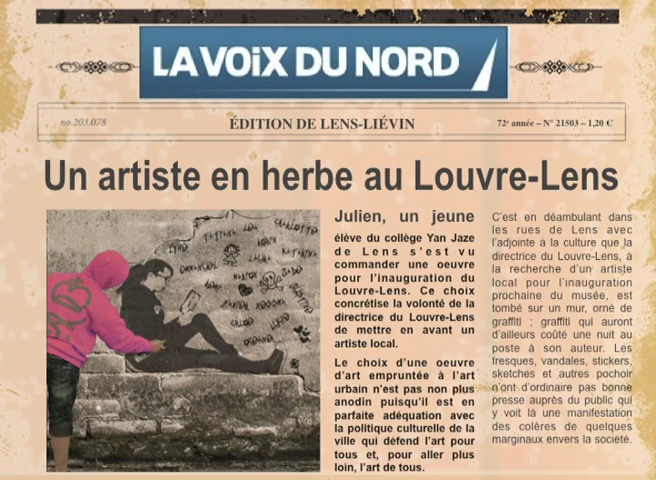 LA VOIX DU NORD
no.203.078
ÉDITION DE LENS-LIÉVIN
72e année – N° 21503 – 1,20 €
Un artiste en herbe au Louvre-Lens
Julien, un jeune
élève du collège Yan Jaze
de Lens s'est vu
commander une oeuvre
pour l'inauguration du
Louvre-Lens. Ce choix
concrétise la volonté de la
directrice du Louvre-Lens
de mettre en avant un
artiste local.
Le choix d'une oeuvre
d'art empruntée à l'art
urbain n'est pas non plus
anodin puisqu'il est en
parfaite adéquation avec
la politique culturelle de la
ville qui défend l'art pour
tous et, pour aller plus
loin, l'art de tous.
C'est en déambulant dans
les rues de Lens avec
l'adjointe à la culture que la
directrice du Louvre-Lens, à
la recherche d'un artiste
local pour l'inauguration
prochaine du musée, est
tombé sur un mur, orné de
graffiti ; graffiti qui auront
d'ailleurs coûté une nuit au
poste à son auteur. Les
fresques, vandales, stickers,
sketches et autres pochoir
n'ont d'ordinaire pas bonne
presse auprès du public qui
y voit là une manifestation
des colères de quelques
marginaux envers la société.